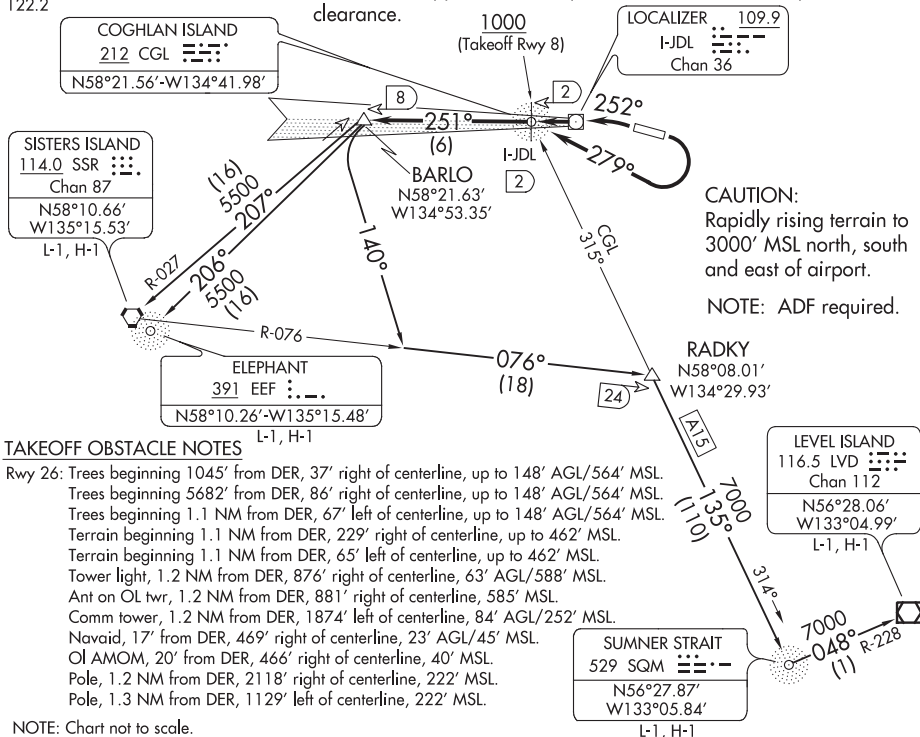 122.2
clearance.
COGHLAN ISLAND
212 CGL
N58°21.56′-W134°41.98′
1000
(Takeoff Rwy 8)
LOCALIZER 109.9
I-JDL
Chan 36
8
2
252°
251°
(6)
279°
I-JDL
2
BARLO
N58°21.63′
W134°53.35′
SISTERS ISLAND
114.0 SSR
Chan 87
N58°10.66′
W135°15.53′
L-1, H-1
(16)
5500
207°
R-027
206°
5500
(16)
140°
CGL
315°
CAUTION:
Rapidly rising terrain to
3000′ MSL north, south
and east of airport.
NOTE: ADF required.
R-076
076°
(18)
RADKY
N58°08.01′
W134°29.93′
24
A15
ELEPHANT
391 EEF
N58°10.26′-W135°15.48′
L-1, H-1
7000
135°
(110)
314°
LEVEL ISLAND
116.5 LVD
Chan 112
N56°28.06′
W133°04.99′
L-1, H-1
TAKEOFF OBSTACLE NOTES
Rwy 26: Trees beginning 1045′ from DER, 37′ right of centerline, up to 148′ AGL/564′ MSL.
Trees beginning 5682′ from DER, 86′ right of centerline, up to 148′ AGL/564′ MSL.
Trees beginning 1.1 NM from DER, 67′ left of centerline, up to 148′ AGL/564′ MSL.
Terrain beginning 1.1 NM from DER, 229′ right of centerline, up to 462′ MSL.
Terrain beginning 1.1 NM from DER, 65′ left of centerline, up to 462′ MSL.
Tower light, 1.2 NM from DER, 876′ right of centerline, 63′ AGL/588′ MSL.
Ant on OL twr, 1.2 NM from DER, 881′ right of centerline, 585′ MSL.
Comm tower, 1.2 NM from DER, 1874′ left of centerline, 84′ AGL/252′ MSL.
Navaid, 17′ from DER, 469′ right of centerline, 23′ AGL/45′ MSL.
Ol AMOM, 20′ from DER, 466′ right of centerline, 40′ MSL.
Pole, 1.2 NM from DER, 2118′ right of centerline, 222′ MSL.
Pole, 1.3 NM from DER, 1129′ left of centerline, 222′ MSL.
SUMNER STRAIT
529 SQM
N56°27.87′
W133°05.84′
L-1, H-1
7000
048°
(1)
R-228
NOTE: Chart not to scale.